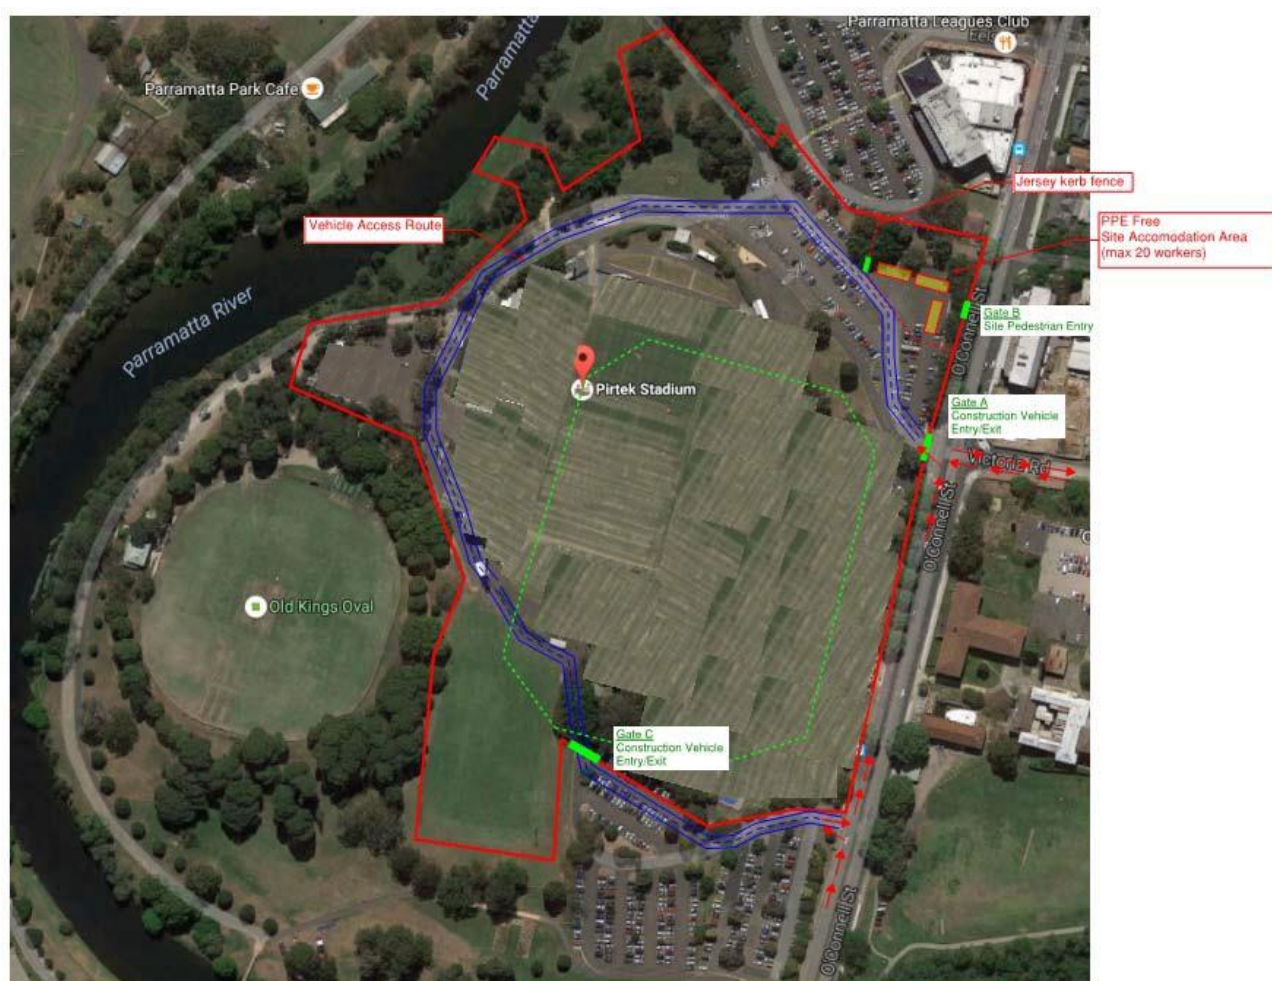 Parramatta Leagues Club
Eels
Parramatta Park Cafe
Parramatta
Jersey kerb fence
Vehicle Access Route
PPE Free
Site Accomodation Area
(max 20 workers)
Parramatta River
O'Connell St
Gate B
Site Pedestrian Entry
Pirtek Stadium
Gate A
Construction Vehicle
Entry/Exit
Victoria Rd
O'Connell St
Old Kings Oval
Gate C
Construction Vehicle
Entry/Exit
O'Connell St